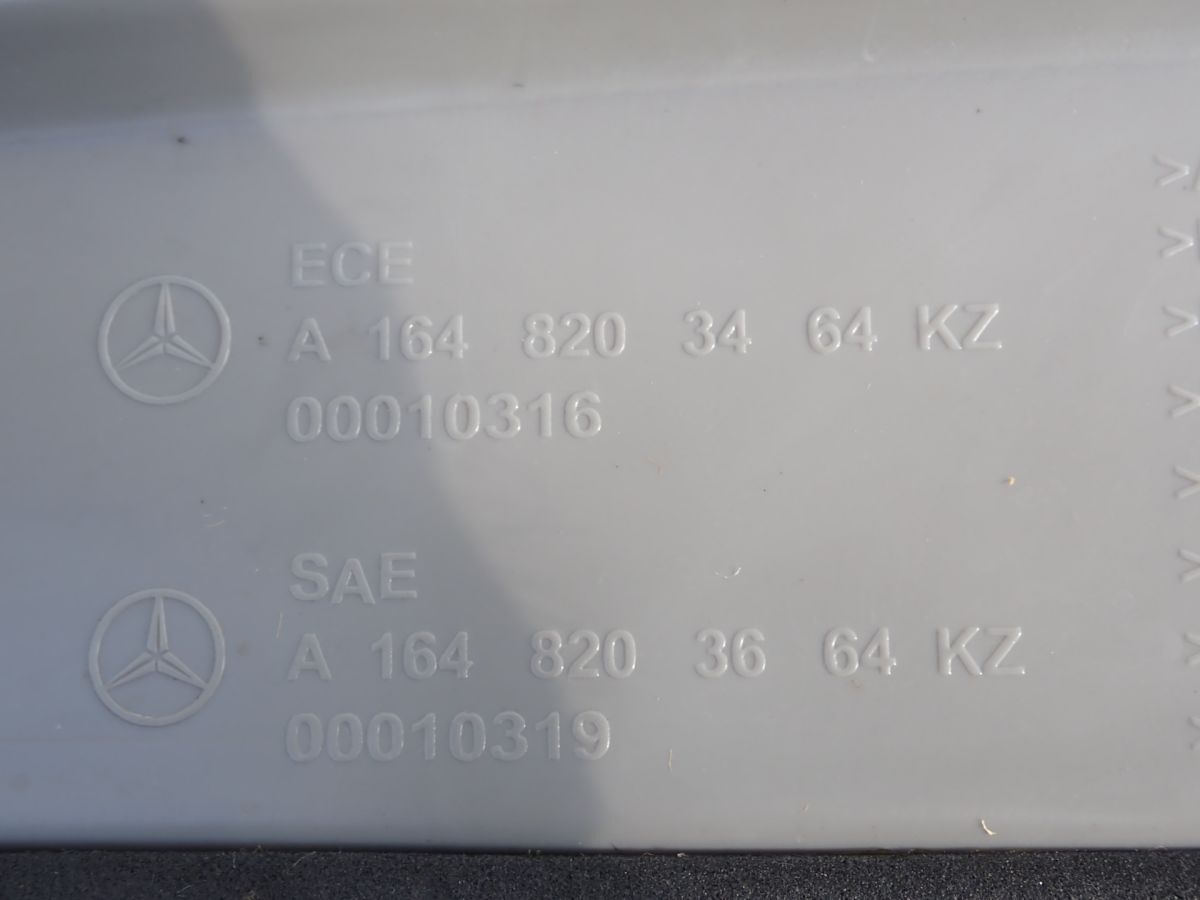 ECE
A 164 820 34 64 KZ
00010316
SAE
A 164 820 36 64 KZ
00010319